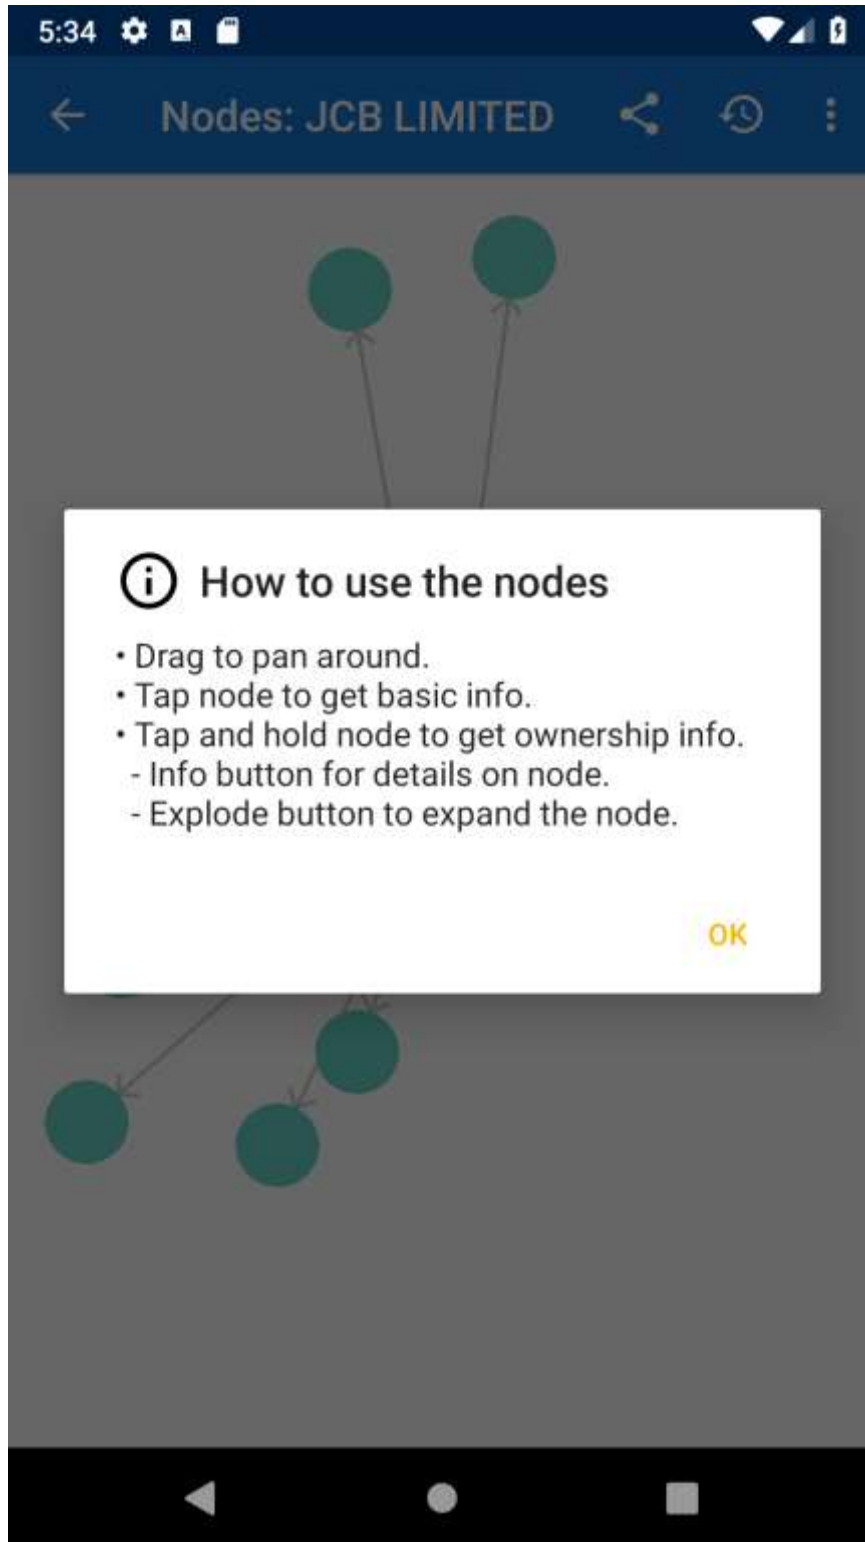 5:34
Nodes: JCB LIMITED
How to use the nodes
• Drag to pan around.
• Tap node to get basic info.
• Tap and hold node to get ownership info.
- Info button for details on node.
- Explode button to expand the node.
OK